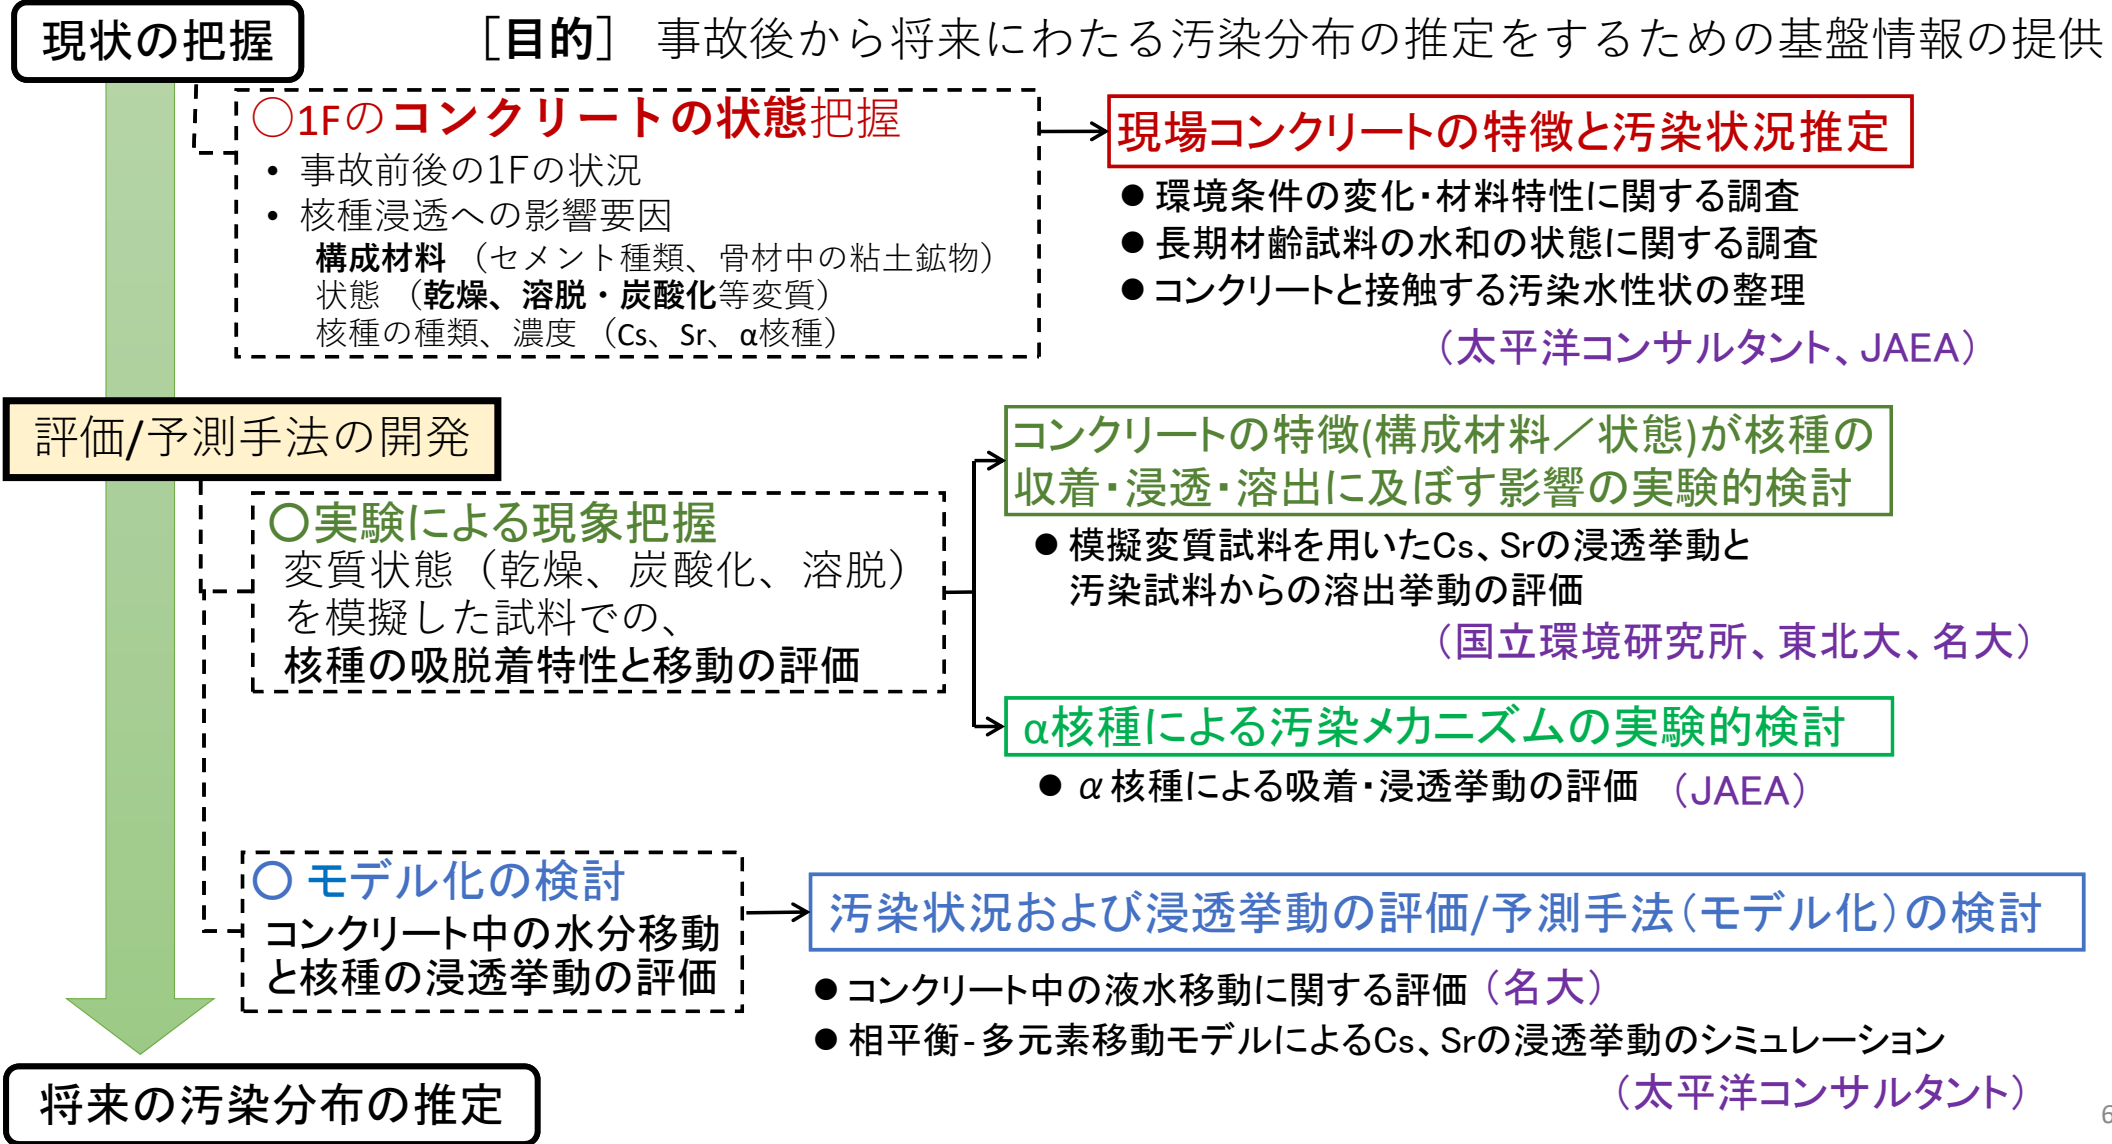 現状の把握
［目的］ 事故後から将来にわたる汚染分布の推定をするための基盤情報の提供
○1Fのコンクリートの状態把握
• 事故前後の1Fの状況
• 核種浸透への影響要因
構成材料 （セメント種類、骨材中の粘土鉱物）
状態 （乾燥、溶脱・炭酸化等変質）
核種の種類、濃度 （Cs、Sr、α核種）
現場コンクリートの特徴と汚染状況推定
● 環境条件の変化・材料特性に関する調査
● 長期材齢試料の水和の状態に関する調査
● コンクリートと接触する汚染水性状の整理
（太平洋コンサルタント、JAEA）
評価/予測手法の開発
○実験による現象把握
変質状態（乾燥、炭酸化、溶脱）
を模擬した試料での、
核種の吸脱着特性と移動の評価
コンクリートの特徴(構成材料／状態)が核種の
収着・浸透・溶出に及ぼす影響の実験的検討
● 模擬変質試料を用いたCs、Srの浸透挙動と
汚染試料からの溶出挙動の評価
（国立環境研究所、東北大、名大）
α核種による汚染メカニズムの実験的検討
● α核種による吸着・浸透挙動の評価 （JAEA）
○ モデル化の検討
コンクリート中の水分移動
と核種の浸透挙動の評価
汚染状況および浸透挙動の評価/予測手法（モデル化）の検討
● コンクリート中の液水移動に関する評価（名大）
● 相平衡-多元素移動モデルによるCs、Srの浸透挙動のシミュレーション
（太平洋コンサルタント）
将来の汚染分布の推定
6